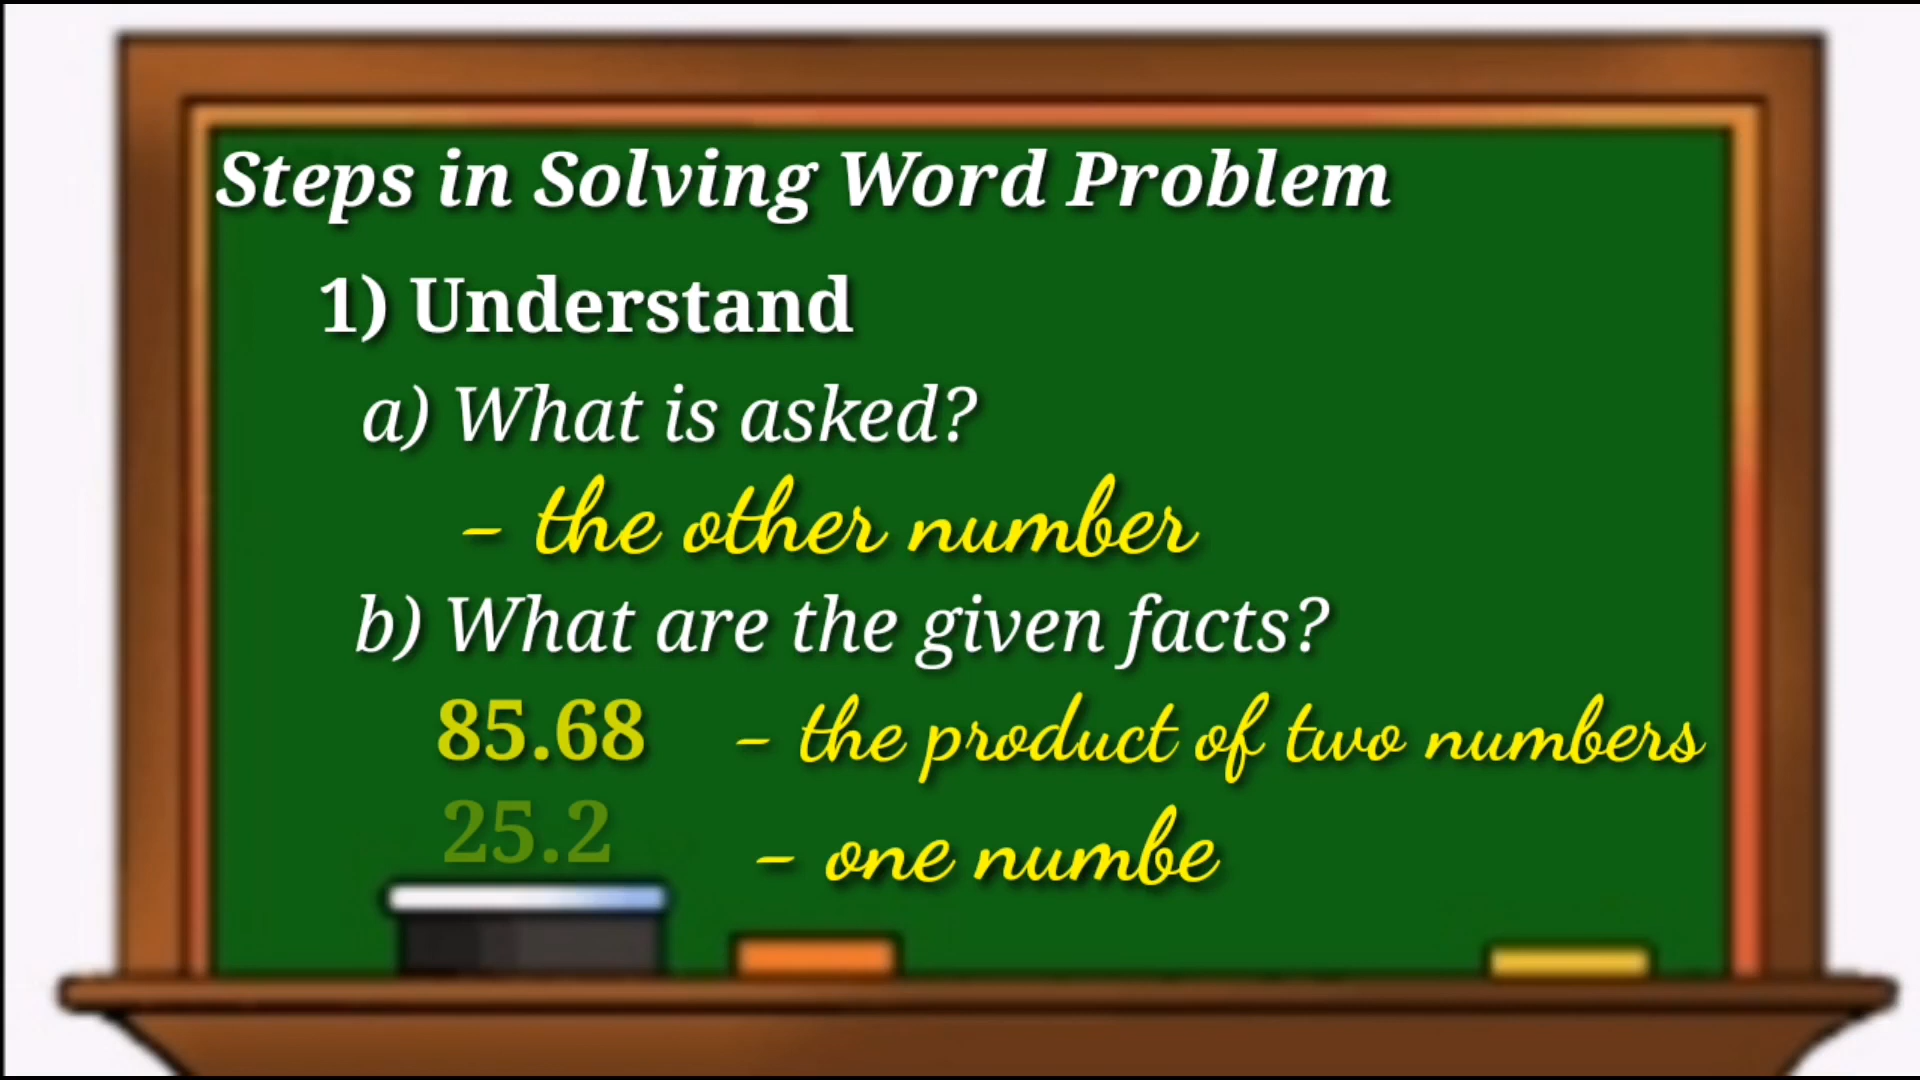 Steps in Solving Word Problem
1) Understand
a) What is asked?
- the other number
b) What are the given facts?
85.68 - the product of two numbers
25.2 - one numbe